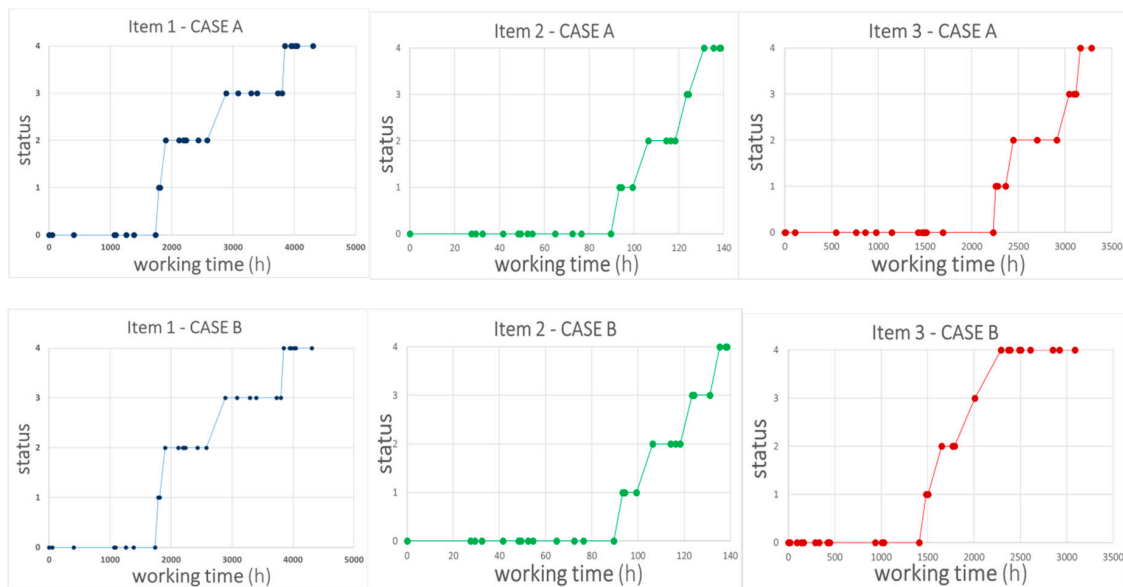 Item 1 - CASE A
4
3
2
1
0
status
0 1000 2000 3000 4000 5000
working time (h)
Item 2 - CASE A
4
3
2
1
0
status
0 20 40 60 80 100 120 140
working time (h)
Item 3 - CASE A
4
3
2
1
0
status
0 500 1000 1500 2000 2500 3000 3500
working time (h)
Item 1 - CASE B
4
3
2
1
0
status
0 1000 2000 3000 4000 5000
working time (h)
Item 2 - CASE B
4
3
2
1
0
status
0 20 40 60 80 100 120 140
working time (h)
Item 3 - CASE B
4
3
2
1
0
status
0 500 1000 1500 2000 2500 3000 3500
working time (h)